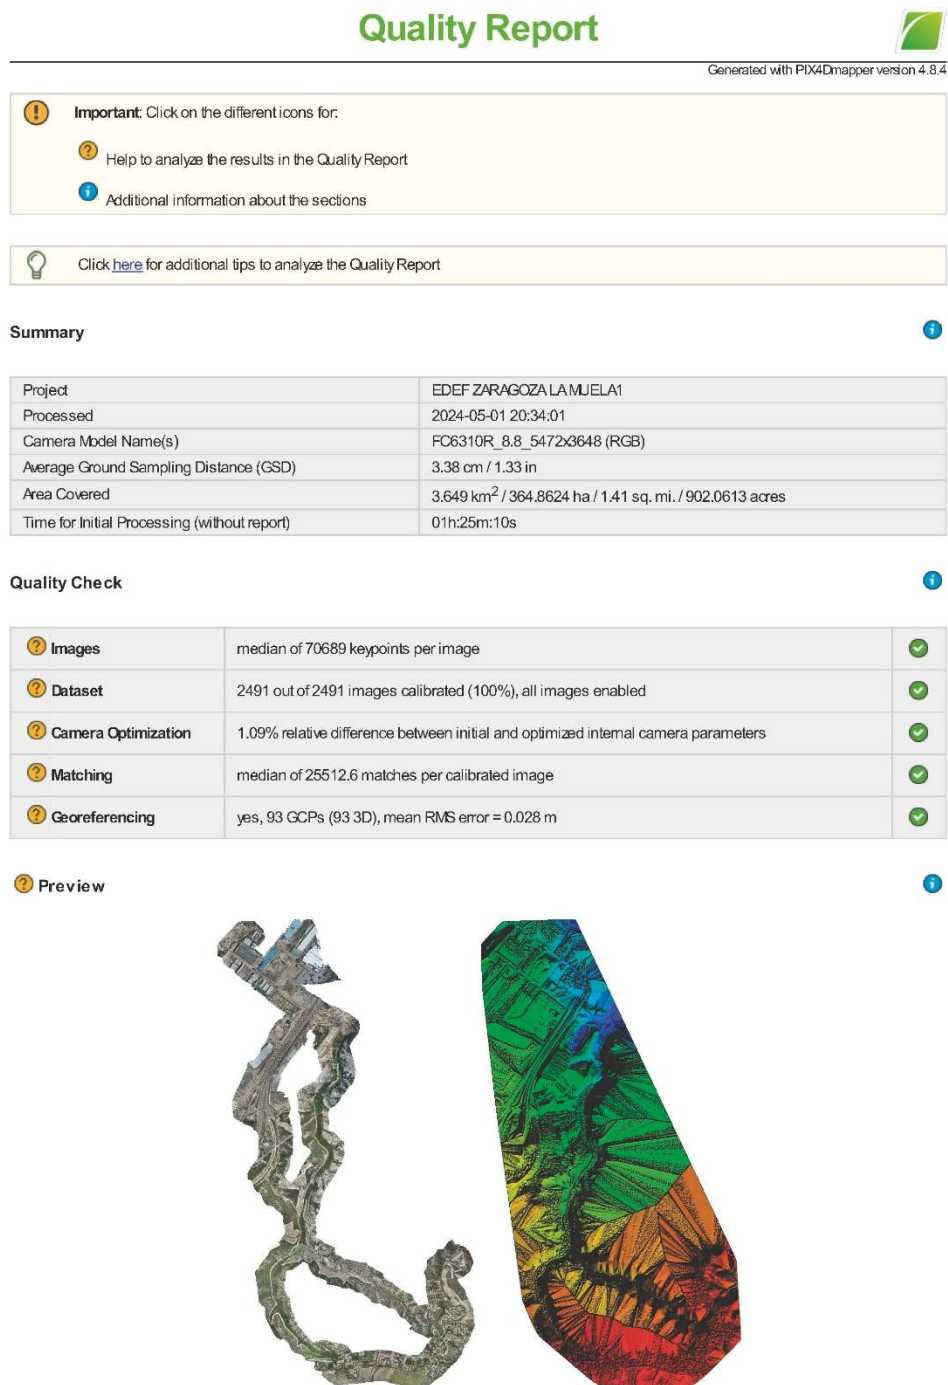 Quality Report
Generated with PIX4Dmapper version 4.8.4
Important: Click on the different icons for:
Help to analyze the results in the Quality Report
Additional information about the sections
Click here for additional tips to analyze the Quality Report
Summary
Project EDEF ZARAGOZA LA MUELA1
Processed 2024-05-01 20:34:01
Camera Model Name(s) FC6310R_8.8_5472x3648 (RGB)
Average Ground Sampling Distance (GSD) 3.38 cm / 1.33 in
Area Covered 3.649 km2 / 364.8624 ha / 1.41 sq. mi. / 902.0613 acres
Time for Initial Processing (without report) 01h:25m:10s
Quality Check
Images median of 70689 keypoints per image
Dataset 2491 out of 2491 images calibrated (100%), all images enabled
Camera Optimization 1.09% relative difference between initial and optimized internal camera parameters
Matching median of 25512.6 matches per calibrated image
Georeferencing yes, 93 GCPs (93 3D), mean RMS error = 0.028 m
Preview